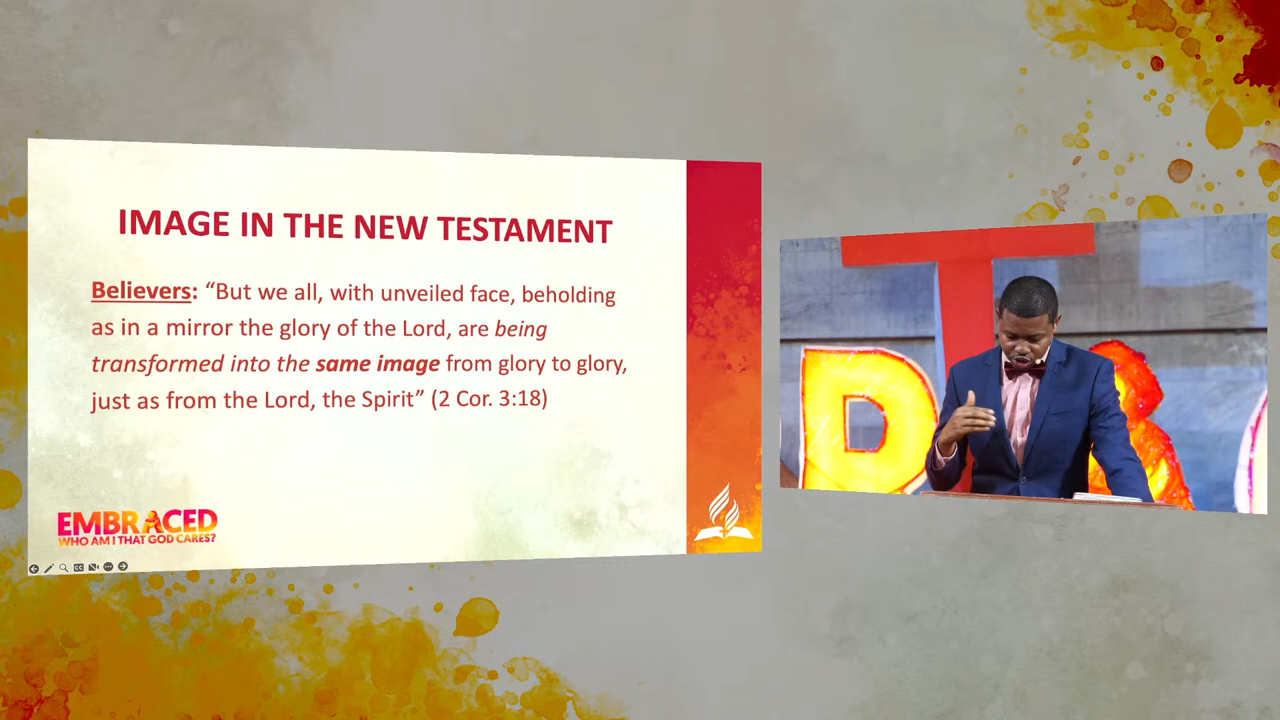 IMAGE IN THE NEW TESTAMENT
Believers: “But we all, with unveiled face, beholding
as in a mirror the glory of the Lord, are being
transformed into the same image from glory to glory,
just as from the Lord, the Spirit” (2 Cor. 3:18)
EMBRACED
WHO AM I THAT GOD CARES?
CC
T
D